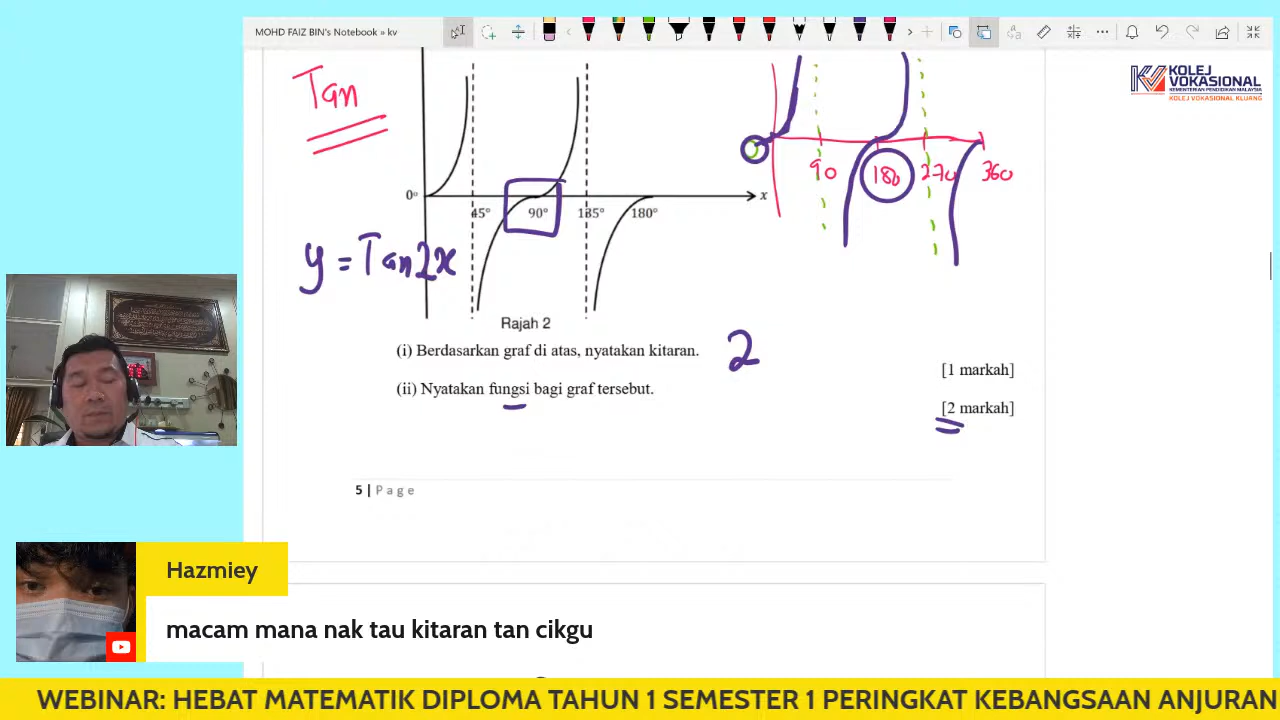 MOHD FAIZ BIN's Notebook » kv
KOLEJ
VOKASIONAL
KEMENTERIAN PENDIDIKAN MALAYSIA
KOLEJ VOKASIONAL KLUANG
Tan
90
180
270
360
0°
45°
90°
135°
180°
x
y = Tan2x
Rajah 2
(i) Berdasarkan graf di atas, nyatakan kitaran.
2
[1 markah]
(ii) Nyatakan fungsi bagi graf tersebut.
[2 markah]
5 | Page
Hazmiey
macam mana nak tau kitaran tan cikgu
WEBINAR: HEBAT MATEMATIK DIPLOMA TAHUN 1 SEMESTER 1 PERINGKAT KEBANGSAAN ANJURAN